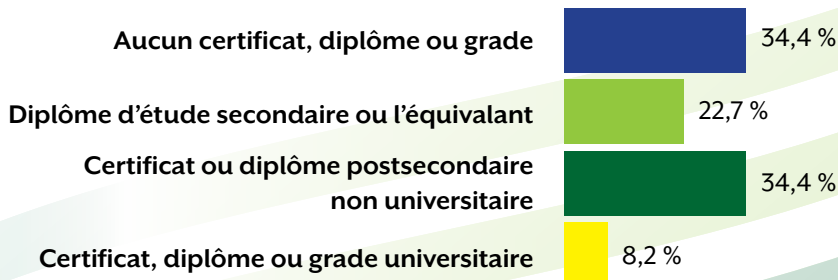 Aucun certificat, diplôme ou grade 34,4 %
Diplôme d’étude secondaire ou l’équivalant 22,7 %
Certificat ou diplôme postsecondaire
non universitaire 34,4 %
Certificat, diplôme ou grade universitaire 8,2 %